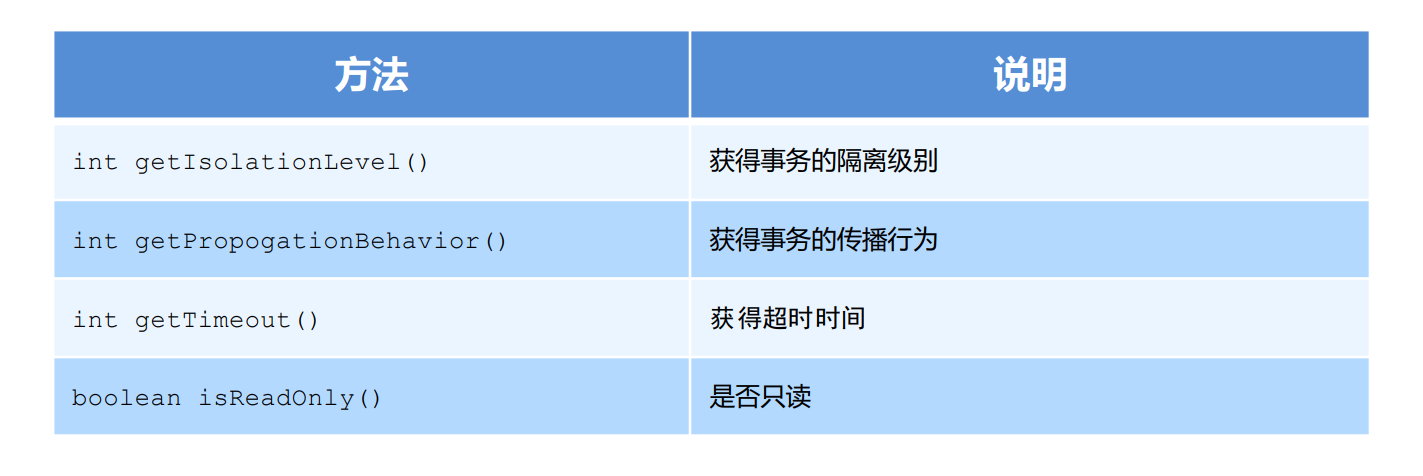 方法 说明
int getIsolationLevel() 获得事务的隔离级别
int getPropogationBehavior() 获得事务的传播行为
int getTimeout() 获得超时时间
boolean isReadOnly() 是否只读